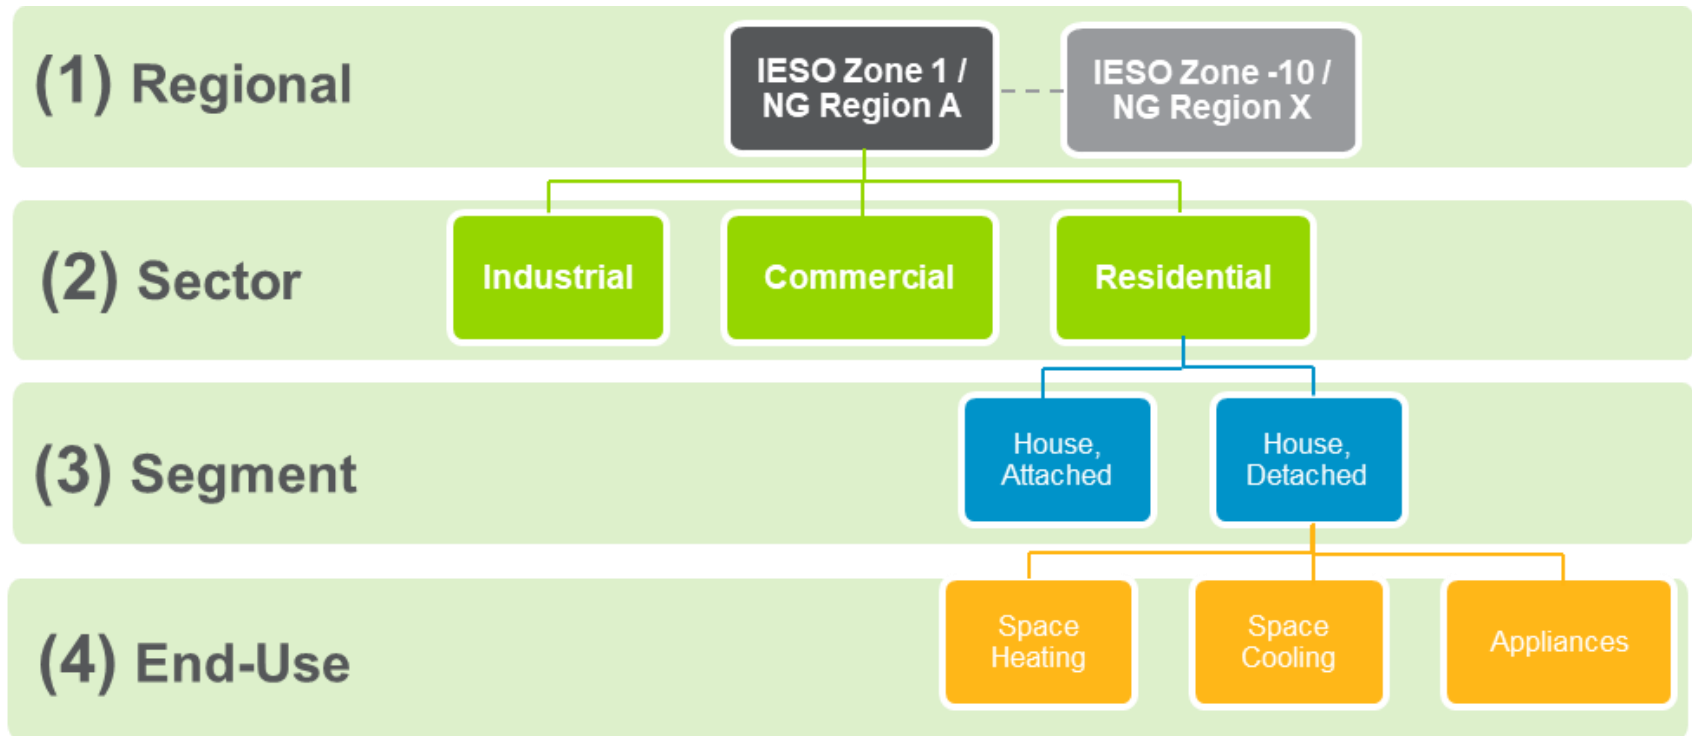 (1) Regional
IESO Zone 1 /
NG Region A
IESO Zone -10 /
NG Region X
(2) Sector
Industrial
Commercial
Residential
(3) Segment
House,
Attached
House,
Detached
(4) End-Use
Space
Heating
Space
Cooling
Appliances